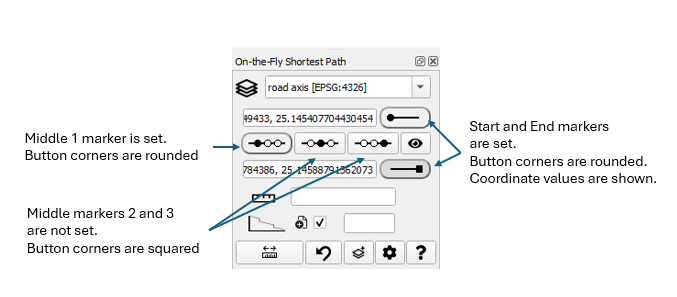 On-the-Fly Shortest Path
road axis [EPSG:4326]
49433, 25.145407704430454
Start and End markers
are set.
Button corners are rounded.
Coordinate values are shown.
Middle 1 marker is set.
Button corners are rounded
784386, 25.14588791562073
Middle markers 2 and 3
are not set.
Button corners are squared
?